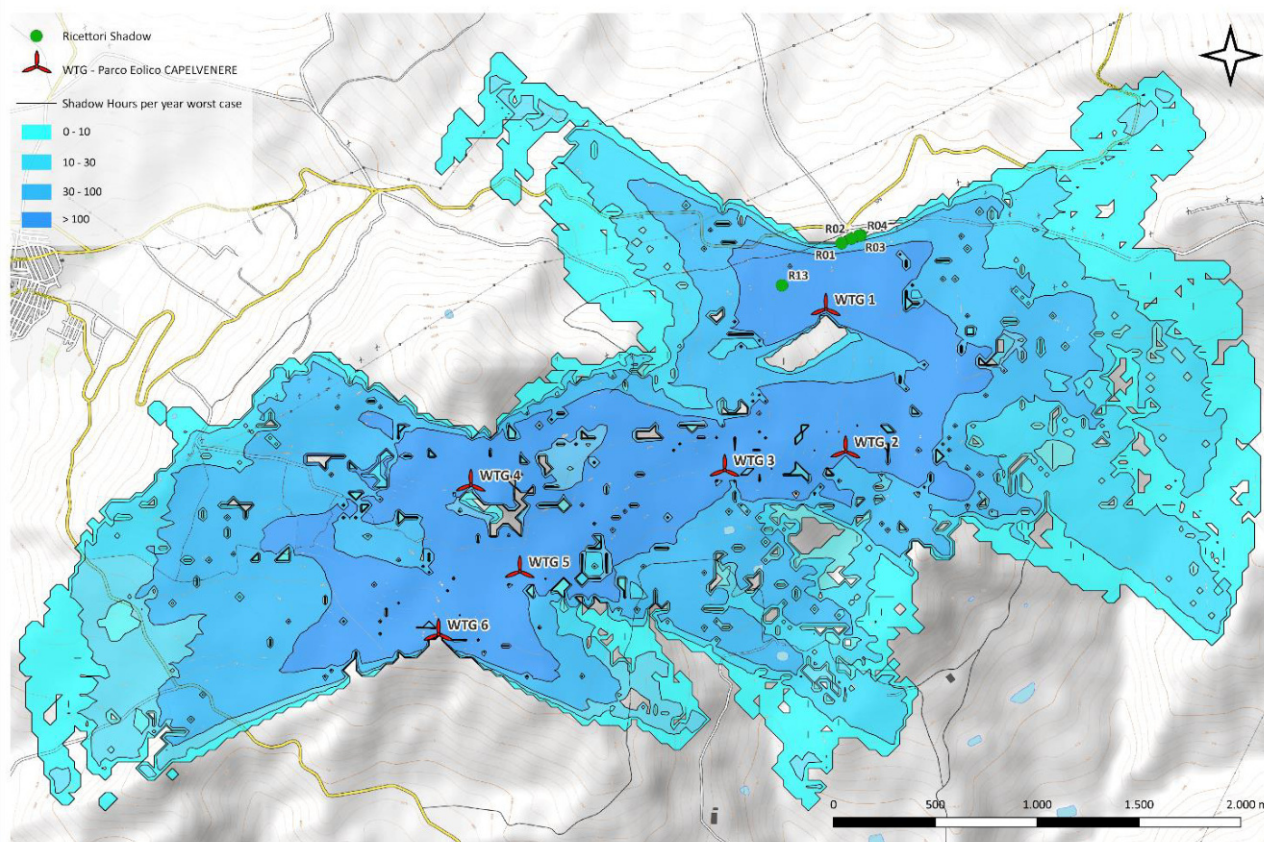 Ricettori Shadow
WTG - Parco Eolico CAPELVENERE
Shadow Hours per year worst case
0 - 10
10 - 30
30 - 100
> 100
R02
R04
R01
R03
R13
WTG 1
WTG 2
WTG 3
WTG 4
WTG 5
WTG 6
0
500
1.000
1.500
2.000 m